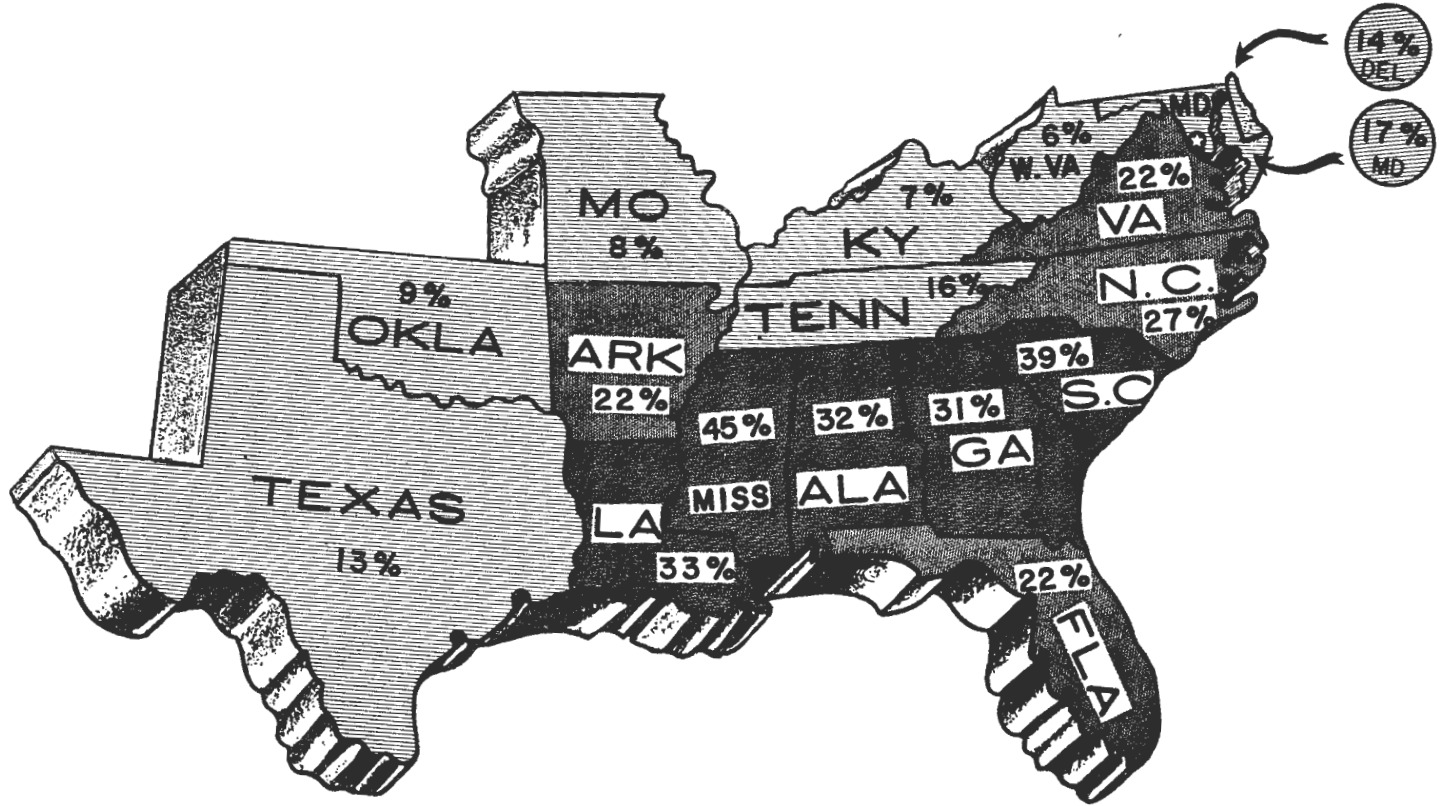 14%
DEL
17%
MD
MD
6%
W.VA
22%
VA
7%
KY
MO
8%
N.C.
27%
16%
TENN
9%
OKLA
ARK
22%
39%
S.C
45%
MISS
32%
ALA
31%
GA
TEXAS
13%
LA
33%
22%
FLA